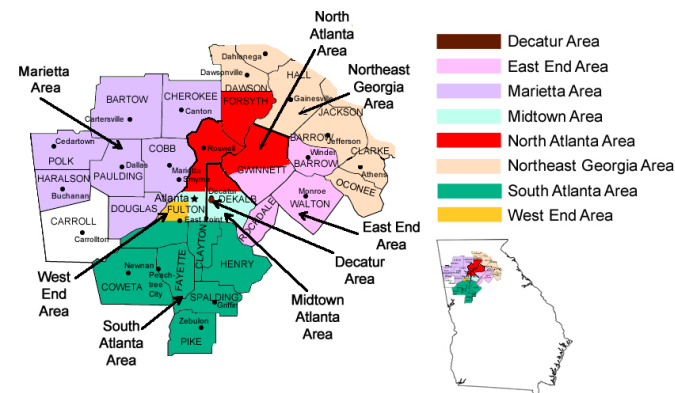 North
Atlanta
Area
Marietta
Area
Northeast
Georgia
Area
Dahlonega
Dawsonville
HALL
DAWSON
FORSYTH
Gainesville
BARTOW
CHEROKEE
Canton
Cartersville
JACKSON
Jefferson
BARROW
Winder
BARROW
CLARKE
Athens
OCONEE
Cedartown
POLK
HARALSON
Buchanan
PAULDING
Dallas
COBB
Marietta
Smyrna
Roswell
GWINNETT
Monroe
WALTON
ROCKDALE
Decatur
DEKALB
Atlanta
FULTON
East Point
DOUGLAS
CARROLL
Carrollton
CLAYTON
HENRY
FAYETTE
Newnan
Peach-
tree
City
COWETA
SPALDING
Griffin
Zebulon
PIKE
East End
Area
Decatur
Area
Midtown
Atlanta
Area
West
End
Area
South
Atlanta
Area
Decatur Area
East End Area
Marietta Area
Midtown Area
North Atlanta Area
Northeast Georgia Area
South Atlanta Area
West End Area